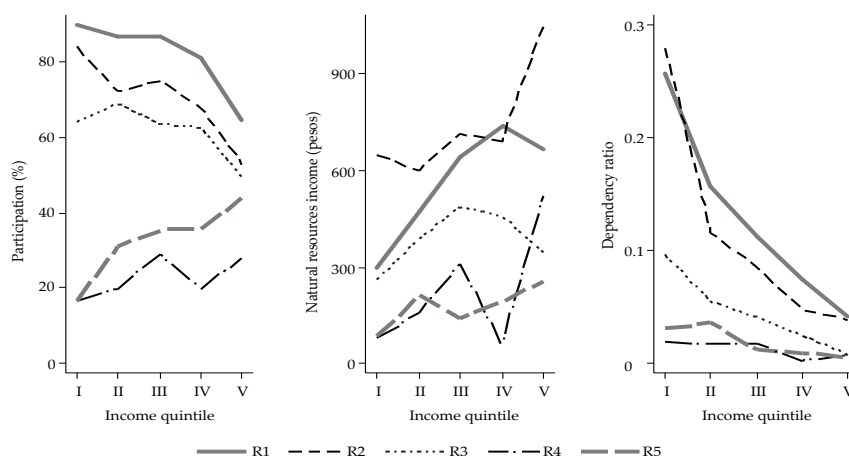 Participation (%)
80
60
40
20
0
I II III IV V
Income quintile
Natural resources income (pesos)
900
600
300
0
I II III IV V
Income quintile
Dependency ratio
0.3
0.2
0.1
0
I II III IV V
Income quintile
R1 R2 R3 R4 R5